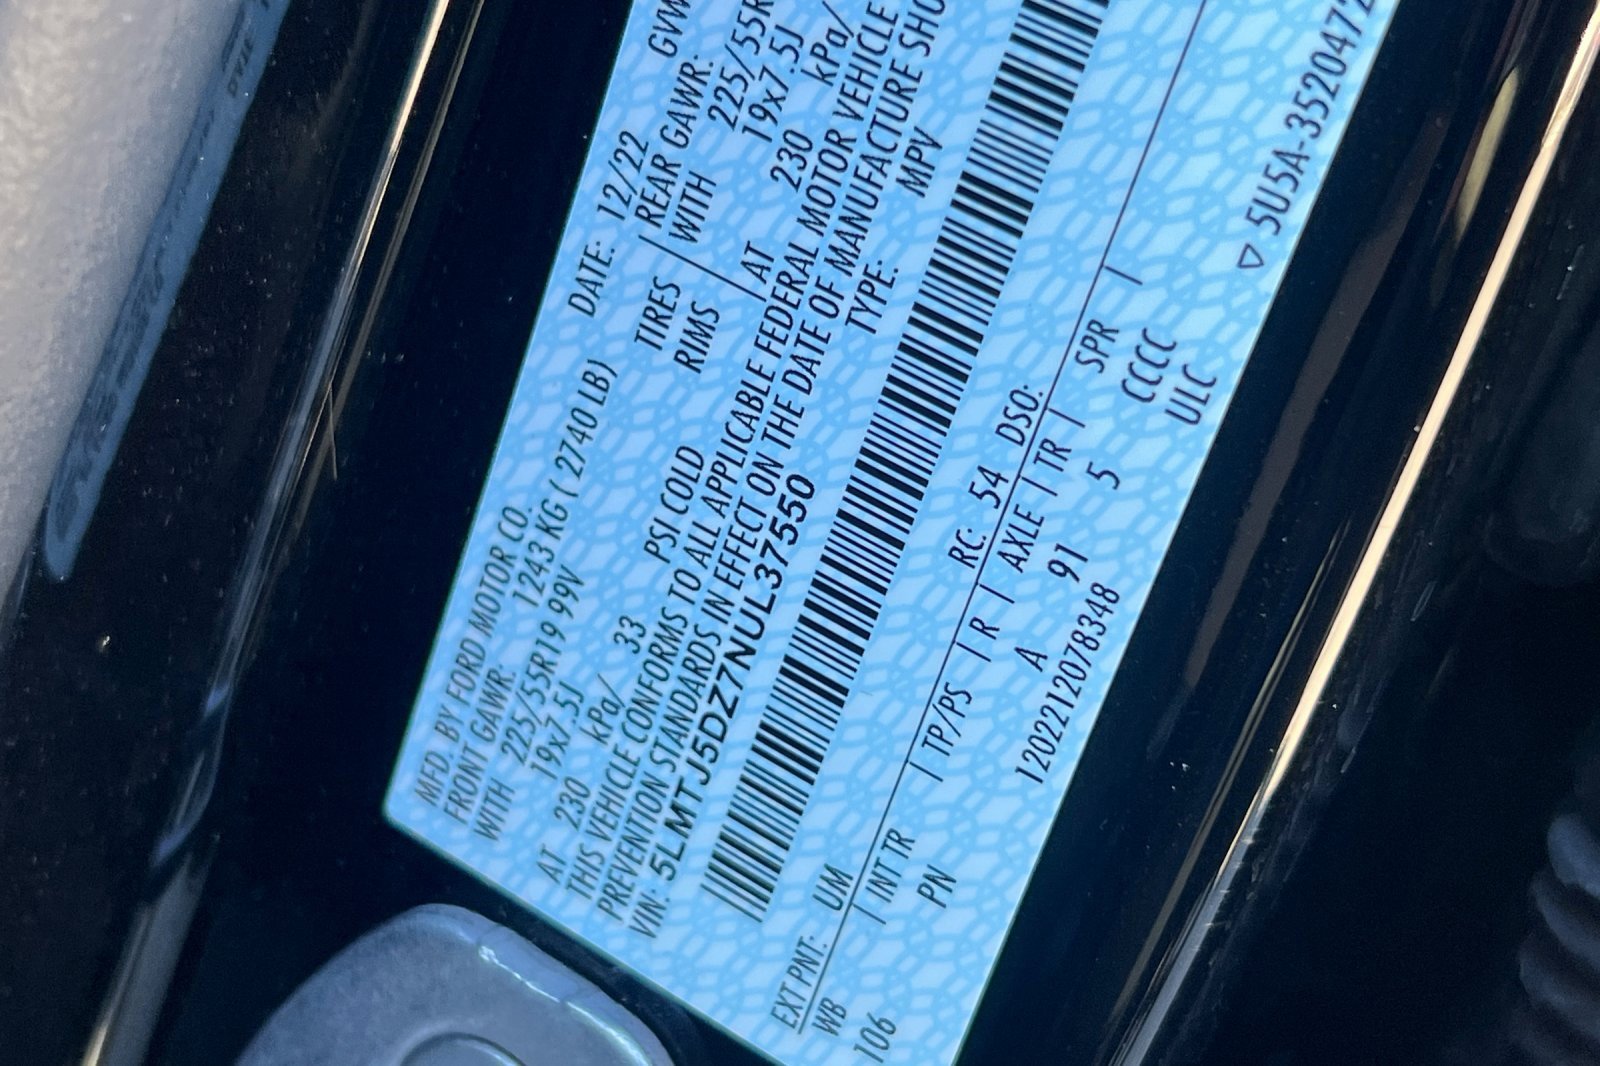 MFD. BY FORD MOTOR CO. DATE: 12/22 GVW
FRONT GAWR: 1243 KG ( 2740 LB) REAR GAWR:
WITH 225/55R19 99V TIRES WITH 225/55R
19x7.5J RIMS 19x7.5J
AT 230 kPa/ 33 PSI COLD AT 230 kPa/
THIS VEHICLE CONFORMS TO ALL APPLICABLE FEDERAL MOTOR VEHICLE
PREVENTION STANDARDS IN EFFECT ON THE DATE OF MANUFACTURE SHO
VIN: 5LMTJ5DZ7NUL37550 TYPE: MPV
EXT PNT: UM RC: 54 DSO:
WB | INT TR | TP/PS | R | AXLE | TR | SPR |
106 PN A 91 5 CCCC
ULC
1202212078348
▽ 5U5A-3520472